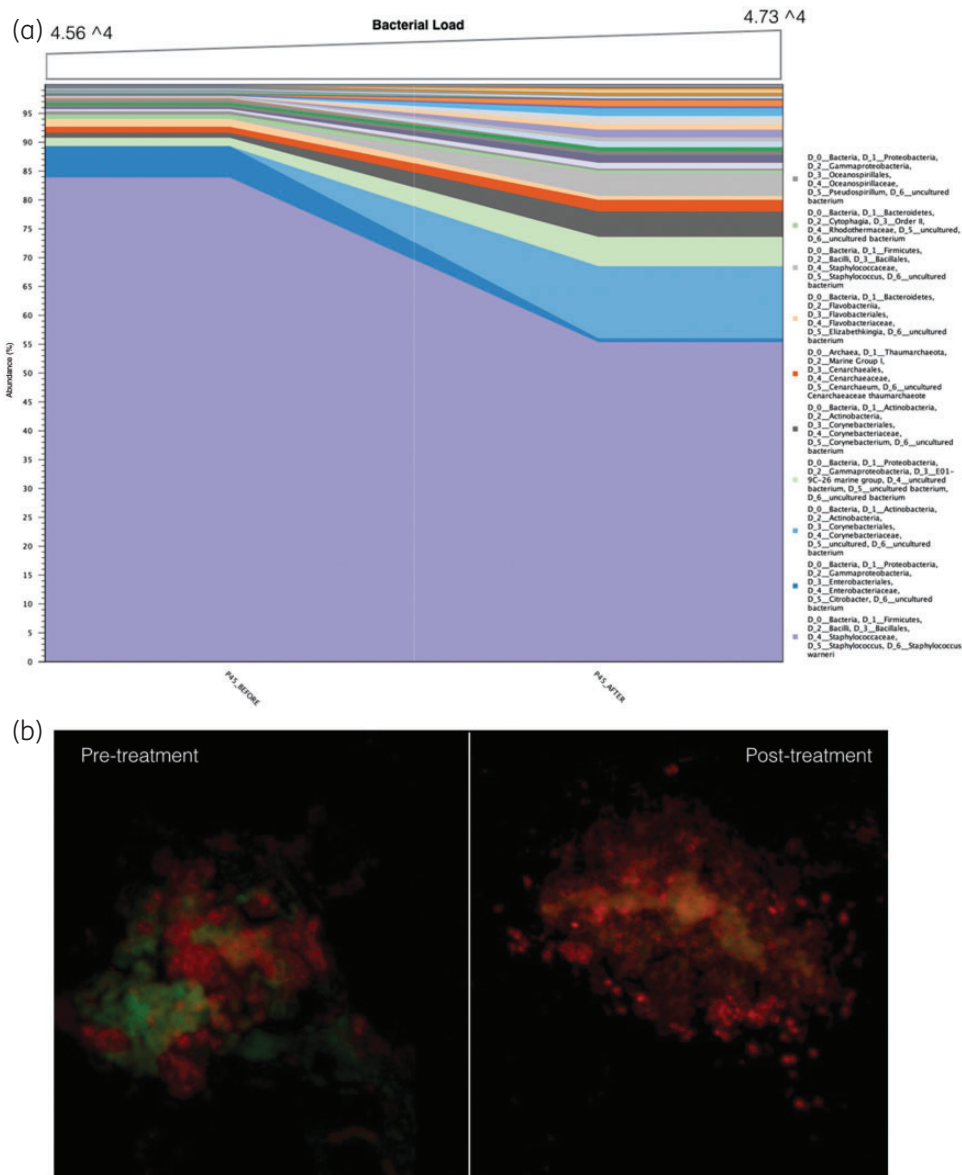 (a)
4.56 ^4
Bacterial Load
4.73 ^4
Abundance (%)
95
90
85
80
75
70
65
60
55
50
45
40
35
30
25
20
15
10
5
0
P45_BEFORE
P45_AFTER
D_0__Bacteria, D_1__Proteobacteria,
D_2__Gammaproteobacteria,
D_3__Oceanospirillales,
D_4__Oceanospirillaceae,
D_5__Pseudospirillum, D_6__uncultured
bacterium
D_0__Bacteria, D_1__Bacteroidetes,
D_2__Cytophagia, D_3__Order II,
D_4__Rhodothermaceae, D_5__uncultured,
D_6__uncultured bacterium
D_0__Bacteria, D_1__Firmicutes,
D_2__Bacilli, D_3__Bacillales,
D_4__Staphylococcaceae,
D_5__Staphylococcus, D_6__uncultured
bacterium
D_0__Bacteria, D_1__Bacteroidetes,
D_2__Flavobacteriia,
D_3__Flavobacteriales,
D_4__Flavobacteriaceae,
D_5__Elizabethkingia, D_6__uncultured
bacterium
D_0__Archaea, D_1__Thaumarchaeota,
D_2__Marine Group I,
D_3__Cenarchaeales,
D_4__Cenarchaeaceae,
D_5__Cenarchaeum, D_6__uncultured
Cenarchaeaceae thaumarchaeote
D_0__Bacteria, D_1__Actinobacteria,
D_2__Actinobacteria,
D_3__Corynebacteriales,
D_4__Corynebacteriaceae,
D_5__Corynebacterium, D_6__uncultured
bacterium
D_0__Bacteria, D_1__Proteobacteria,
D_2__Gammaproteobacteria, D_3__E01-
9C-26 marine group, D_4__uncultured
bacterium, D_5__uncultured bacterium,
D_6__uncultured bacterium
D_0__Bacteria, D_1__Actinobacteria,
D_2__Actinobacteria,
D_3__Corynebacteriales,
D_4__Corynebacteriaceae,
D_5__uncultured, D_6__uncultured
bacterium
D_0__Bacteria, D_1__Proteobacteria,
D_2__Gammaproteobacteria,
D_3__Enterobacteriales,
D_4__Enterobacteriaceae,
D_5__Citrobacter, D_6__uncultured
bacterium
D_0__Bacteria, D_1__Firmicutes,
D_2__Bacilli, D_3__Bacillales,
D_4__Staphylococcaceae,
D_5__Staphylococcus, D_6__Staphylococcus
warneri
(b)
Pre-treatment
Post-treatment